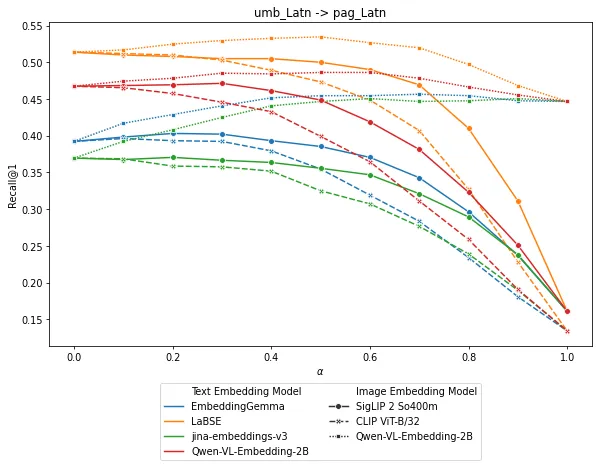 umb_Latn -> pag_Latn
Recall@1
0.55
0.50
0.45
0.40
0.35
0.30
0.25
0.20
0.15
0.0 0.2 0.4 0.6 0.8 1.0
α
Text Embedding Model
EmbeddingGemma
LaBSE
jina-embeddings-v3
Qwen-VL-Embedding-2B
Image Embedding Model
SigLIP 2 So400m
CLIP ViT-B/32
Qwen-VL-Embedding-2B